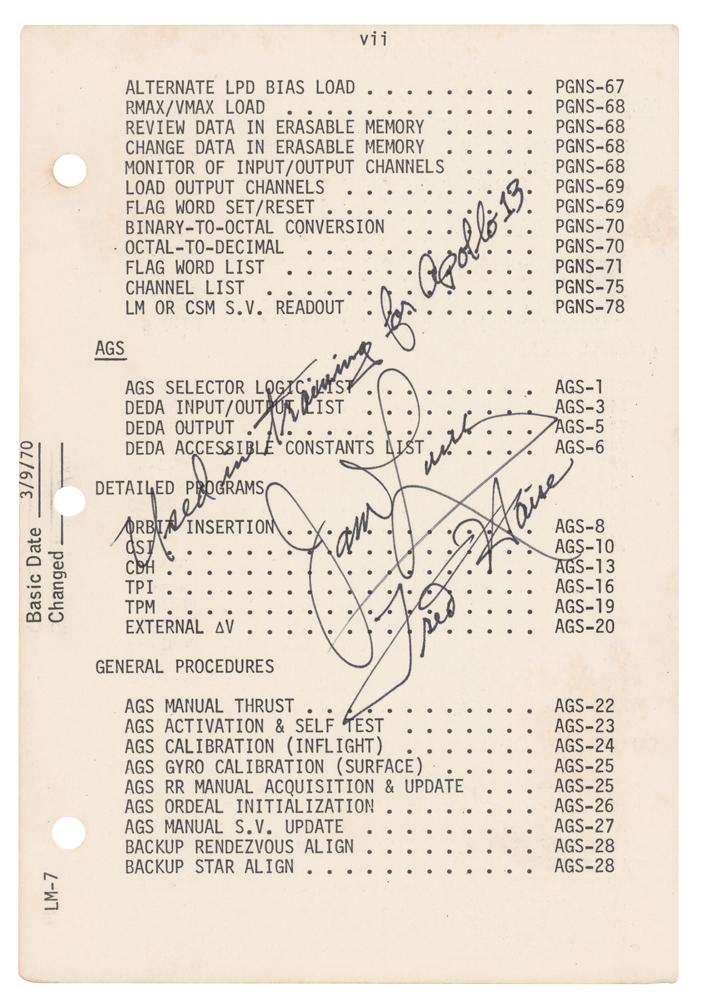 vii
ALTERNATE LPD BIAS LOAD . . . . . . . . . PGNS-67
RMAX/VMAX LOAD . . . . . . . . . . . . . PGNS-68
REVIEW DATA IN ERASABLE MEMORY . . . . . PGNS-68
CHANGE DATA IN ERASABLE MEMORY . . . . . PGNS-68
MONITOR OF INPUT/OUTPUT CHANNELS . . . . PGNS-68
LOAD OUTPUT CHANNELS . . . . . . . . . . PGNS-69
FLAG WORD SET/RESET . . . . . . . . . . . PGNS-69
BINARY-TO-OCTAL CONVERSION . . . . . . . PGNS-70
OCTAL-TO-DECIMAL . . . . . . . . . . . . PGNS-70
FLAG WORD LIST . . . . . . . . . . . . . PGNS-71
CHANNEL LIST . . . . . . . . . . . . . . PGNS-75
LM OR CSM S.V. READOUT . . . . . . . . . PGNS-78
AGS
AGS SELECTOR LOGIC LIST . . . . . . . . . AGS-1
DEDA INPUT/OUTPUT LIST . . . . . . . . . AGS-3
DEDA OUTPUT . . . . . . . . . . . . . . . AGS-5
DEDA ACCESSIBLE CONSTANTS LIST . . . . . AGS-6
DETAILED PROGRAMS
ORBIT INSERTION . . . . . . . . . . . . . AGS-8
CSI . . . . . . . . . . . . . . . . . . . AGS-10
CDH . . . . . . . . . . . . . . . . . . . AGS-13
TPI . . . . . . . . . . . . . . . . . . . AGS-16
TPM . . . . . . . . . . . . . . . . . . . AGS-19
EXTERNAL ΔV . . . . . . . . . . . . . . . AGS-20
GENERAL PROCEDURES
AGS MANUAL THRUST . . . . . . . . . . . . AGS-22
AGS ACTIVATION & SELF TEST . . . . . . . AGS-23
AGS CALIBRATION (INFLIGHT) . . . . . . . AGS-24
AGS GYRO CALIBRATION (SURFACE) . . . . . AGS-25
AGS RR MANUAL ACQUISITION & UPDATE . . . AGS-25
AGS ORDEAL INITIALIZATION . . . . . . . . AGS-26
AGS MANUAL S.V. UPDATE . . . . . . . . . AGS-27
BACKUP RENDEZVOUS ALIGN . . . . . . . . . AGS-28
BACKUP STAR ALIGN . . . . . . . . . . . . AGS-28
Used in training for Apollo 13
Fred Haise
Basic Date 3/9/70
Changed
LM-7